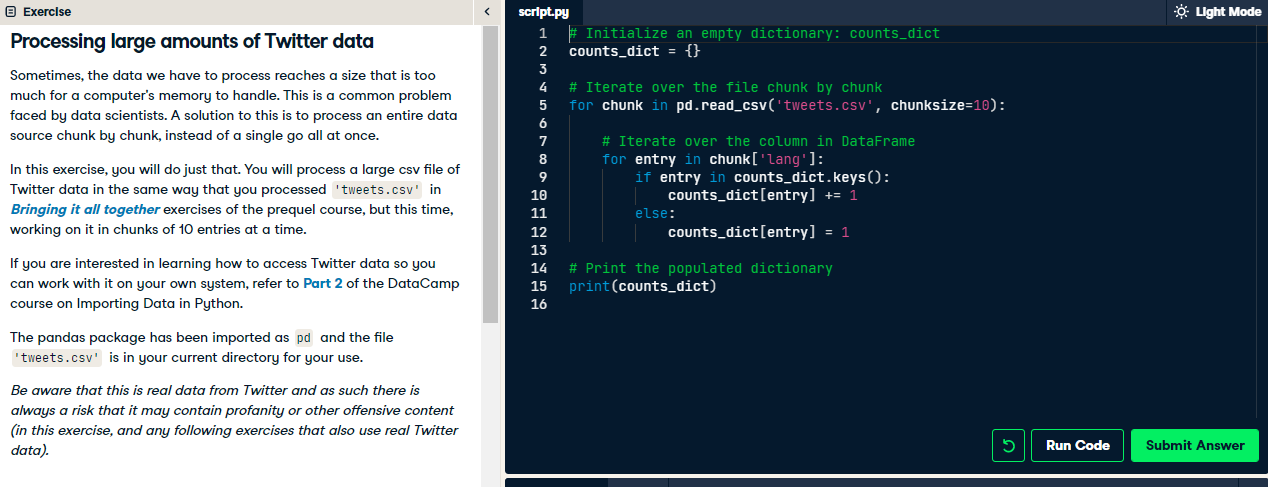 Exercise
Processing large amounts of Twitter data
Sometimes, the data we have to process reaches a size that is too
much for a computer's memory to handle. This is a common problem
faced by data scientists. A solution to this is to process an entire data
source chunk by chunk, instead of a single go all at once.
In this exercise, you will do just that. You will process a large csv file of
Twitter data in the same way that you processed 'tweets.csv' in
Bringing it all together exercises of the prequel course, but this time,
working on it in chunks of 10 entries at a time.
If you are interested in learning how to access Twitter data so you
can work with it on your own system, refer to Part 2 of the DataCamp
course on Importing Data in Python.
The pandas package has been imported as pd and the file
'tweets.csv' is in your current directory for your use.
Be aware that this is real data from Twitter and as such there is
always a risk that it may contain profanity or other offensive content
(in this exercise, and any following exercises that also use real Twitter
data).
script.py
Light Mode
1 # Initialize an empty dictionary: counts_dict
2 counts_dict = {}
3
4 # Iterate over the file chunk by chunk
5 for chunk in pd.read_csv('tweets.csv', chunksize=10):
6
7     # Iterate over the column in DataFrame
8     for entry in chunk['lang']:
9         if entry in counts_dict.keys():
10             counts_dict[entry] += 1
11         else:
12             counts_dict[entry] = 1
13
14 # Print the populated dictionary
15 print(counts_dict)
16
Run Code
Submit Answer